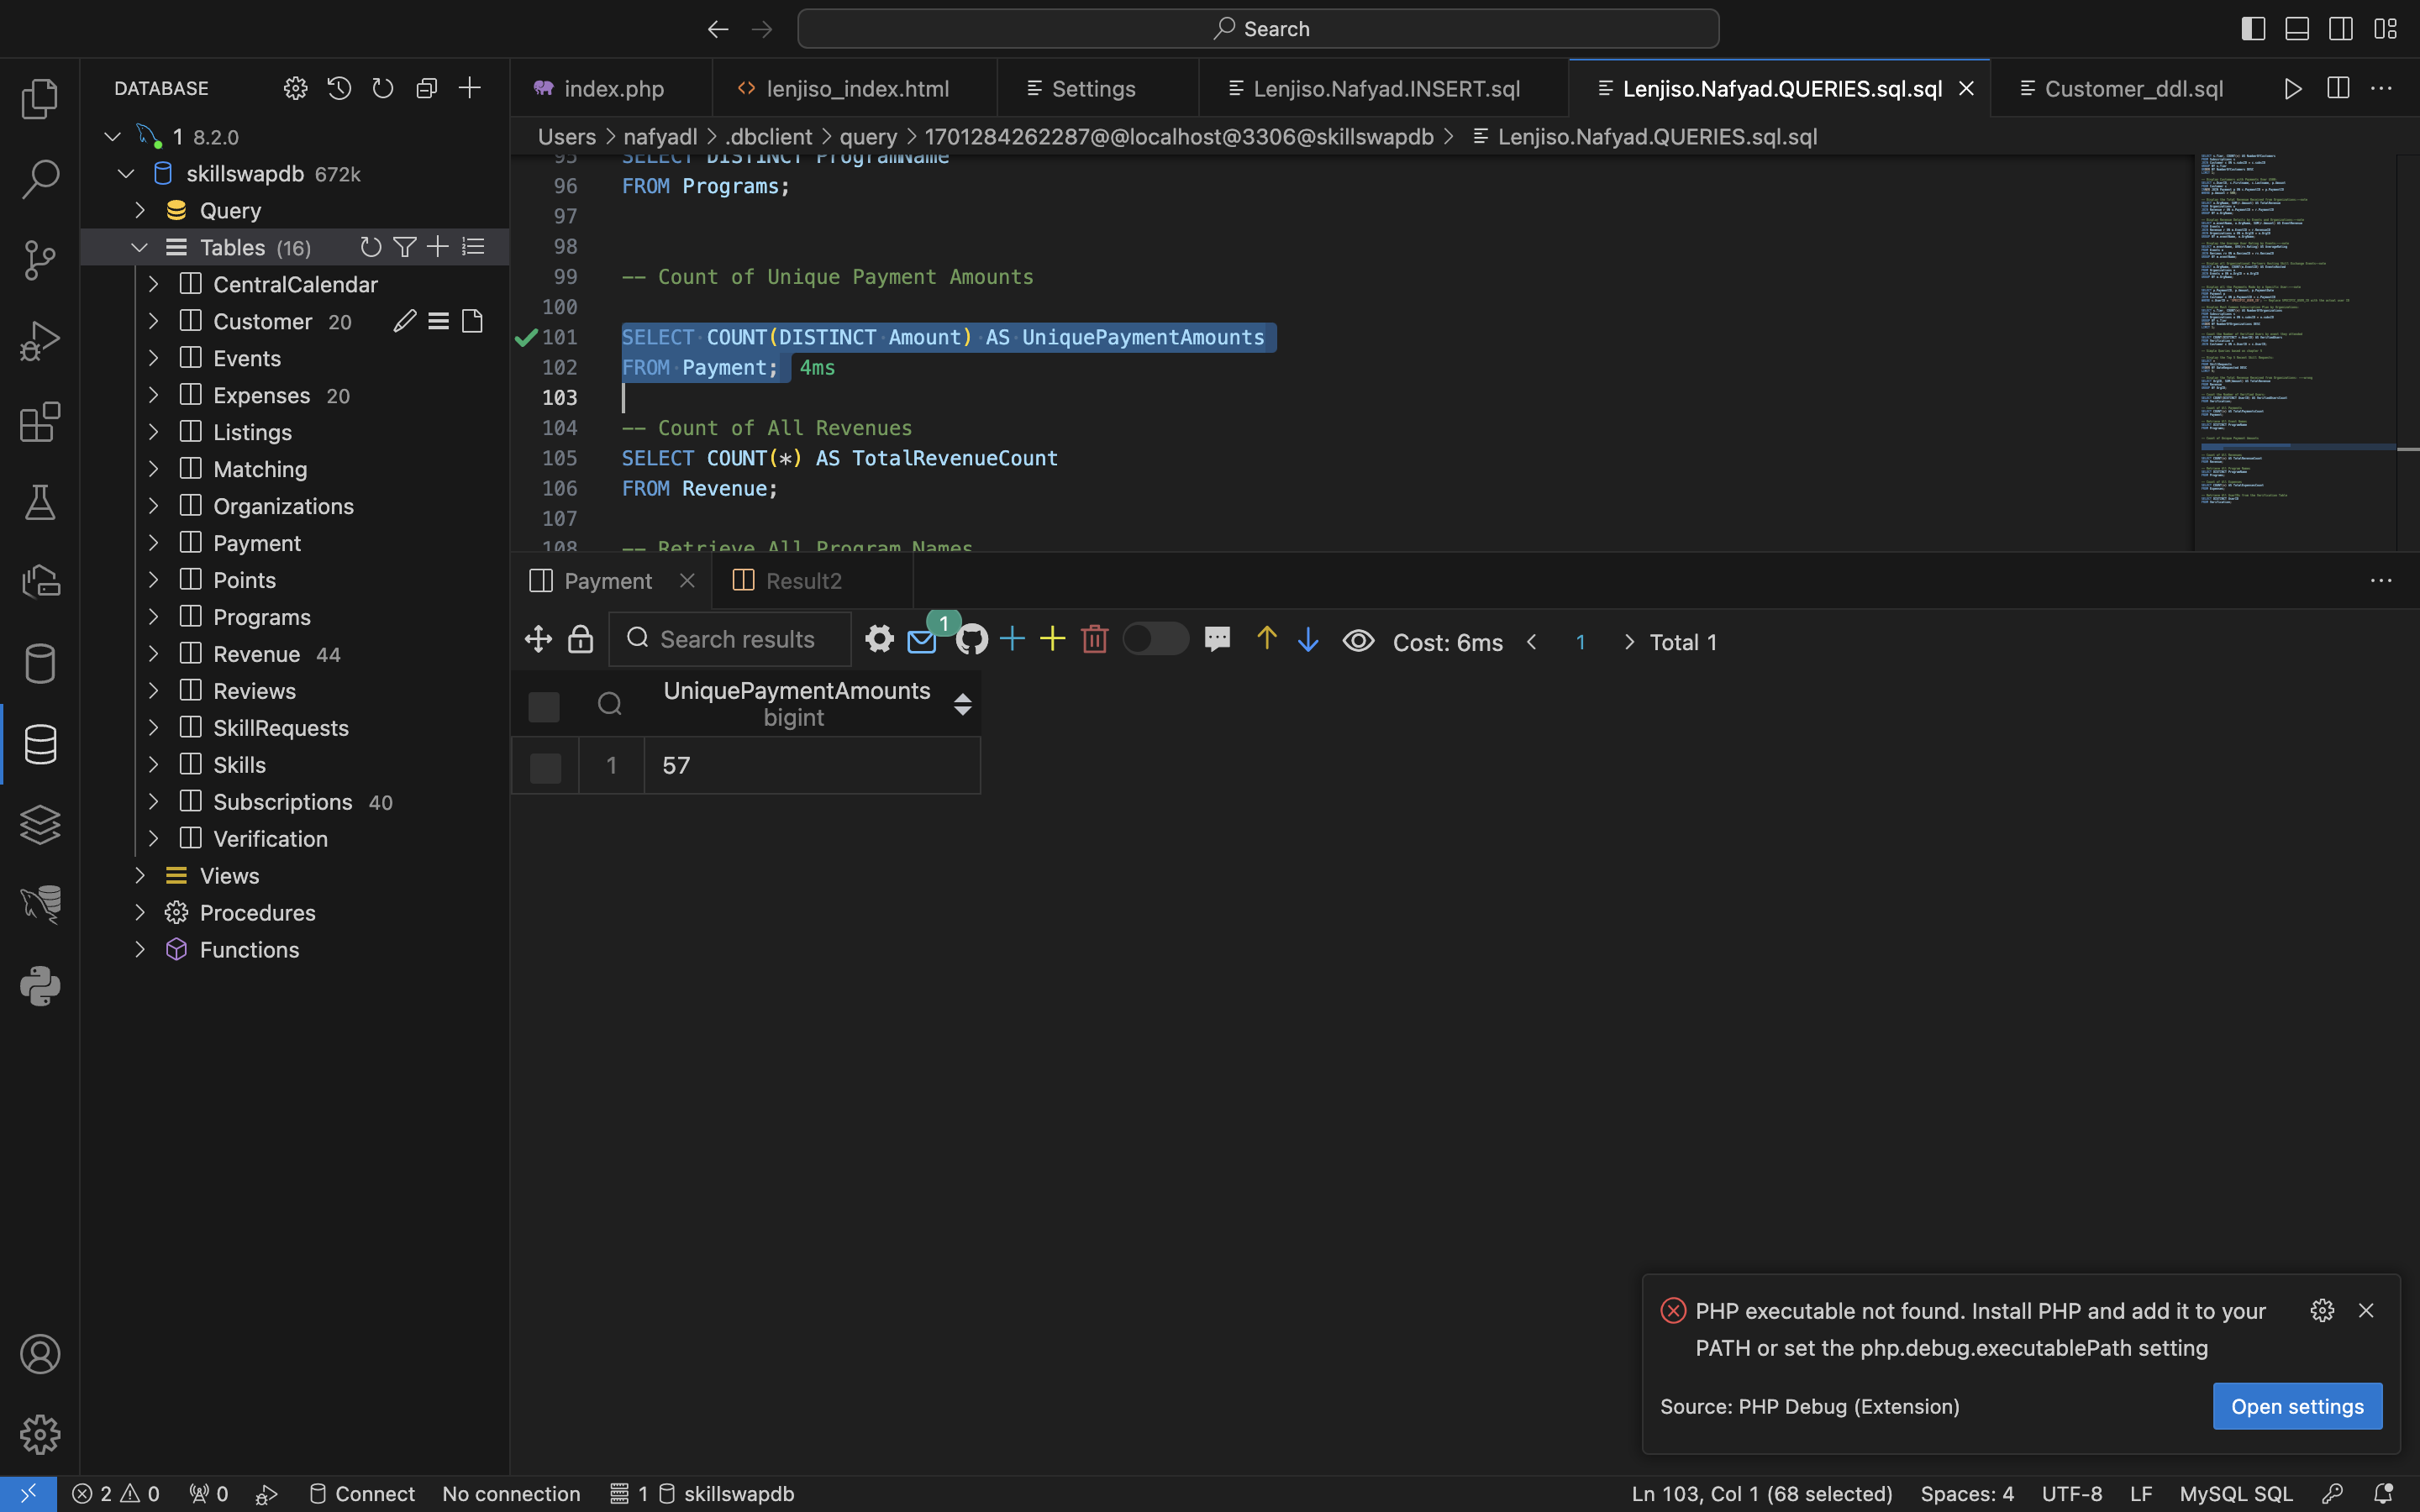 Search
DATABASE
index.php
lenjiso_index.html
Settings
Lenjiso.Nafyad.INSERT.sql
Lenjiso.Nafyad.QUERIES.sql.sql
Customer_ddl.sql
Users > nafyadl > .dbclient > query > 1701284262287@@localhost@3306@skillswapdb > Lenjiso.Nafyad.QUERIES.sql.sql
1 8.2.0
skillswapdb 672k
Query
Tables (16)
CentralCalendar
Customer 20
Events
Expenses 20
Listings
Matching
Organizations
Payment
Points
Programs
Revenue 44
Reviews
SkillRequests
Skills
Subscriptions 40
Verification
Views
Procedures
Functions
95 SELECT DISTINCT ProgramName
96 FROM Programs;
97
98
99 -- Count of Unique Payment Amounts
100
101 SELECT COUNT(DISTINCT Amount) AS UniquePaymentAmounts
102 FROM Payment; 4ms
103
104 -- Count of All Revenues
105 SELECT COUNT(*) AS TotalRevenueCount
106 FROM Revenue;
107
108 -- Retrieve All Program Names
Payment
Result2
Search results
1
Cost: 6ms
1
Total 1
UniquePaymentAmounts
bigint
1 57
PHP executable not found. Install PHP and add it to your
PATH or set the php.debug.executablePath setting
Source: PHP Debug (Extension)
Open settings
2 0
0
Connect
No connection
1 skillswapdb
Ln 103, Col 1 (68 selected)
Spaces: 4
UTF-8
LF
MySQL SQL